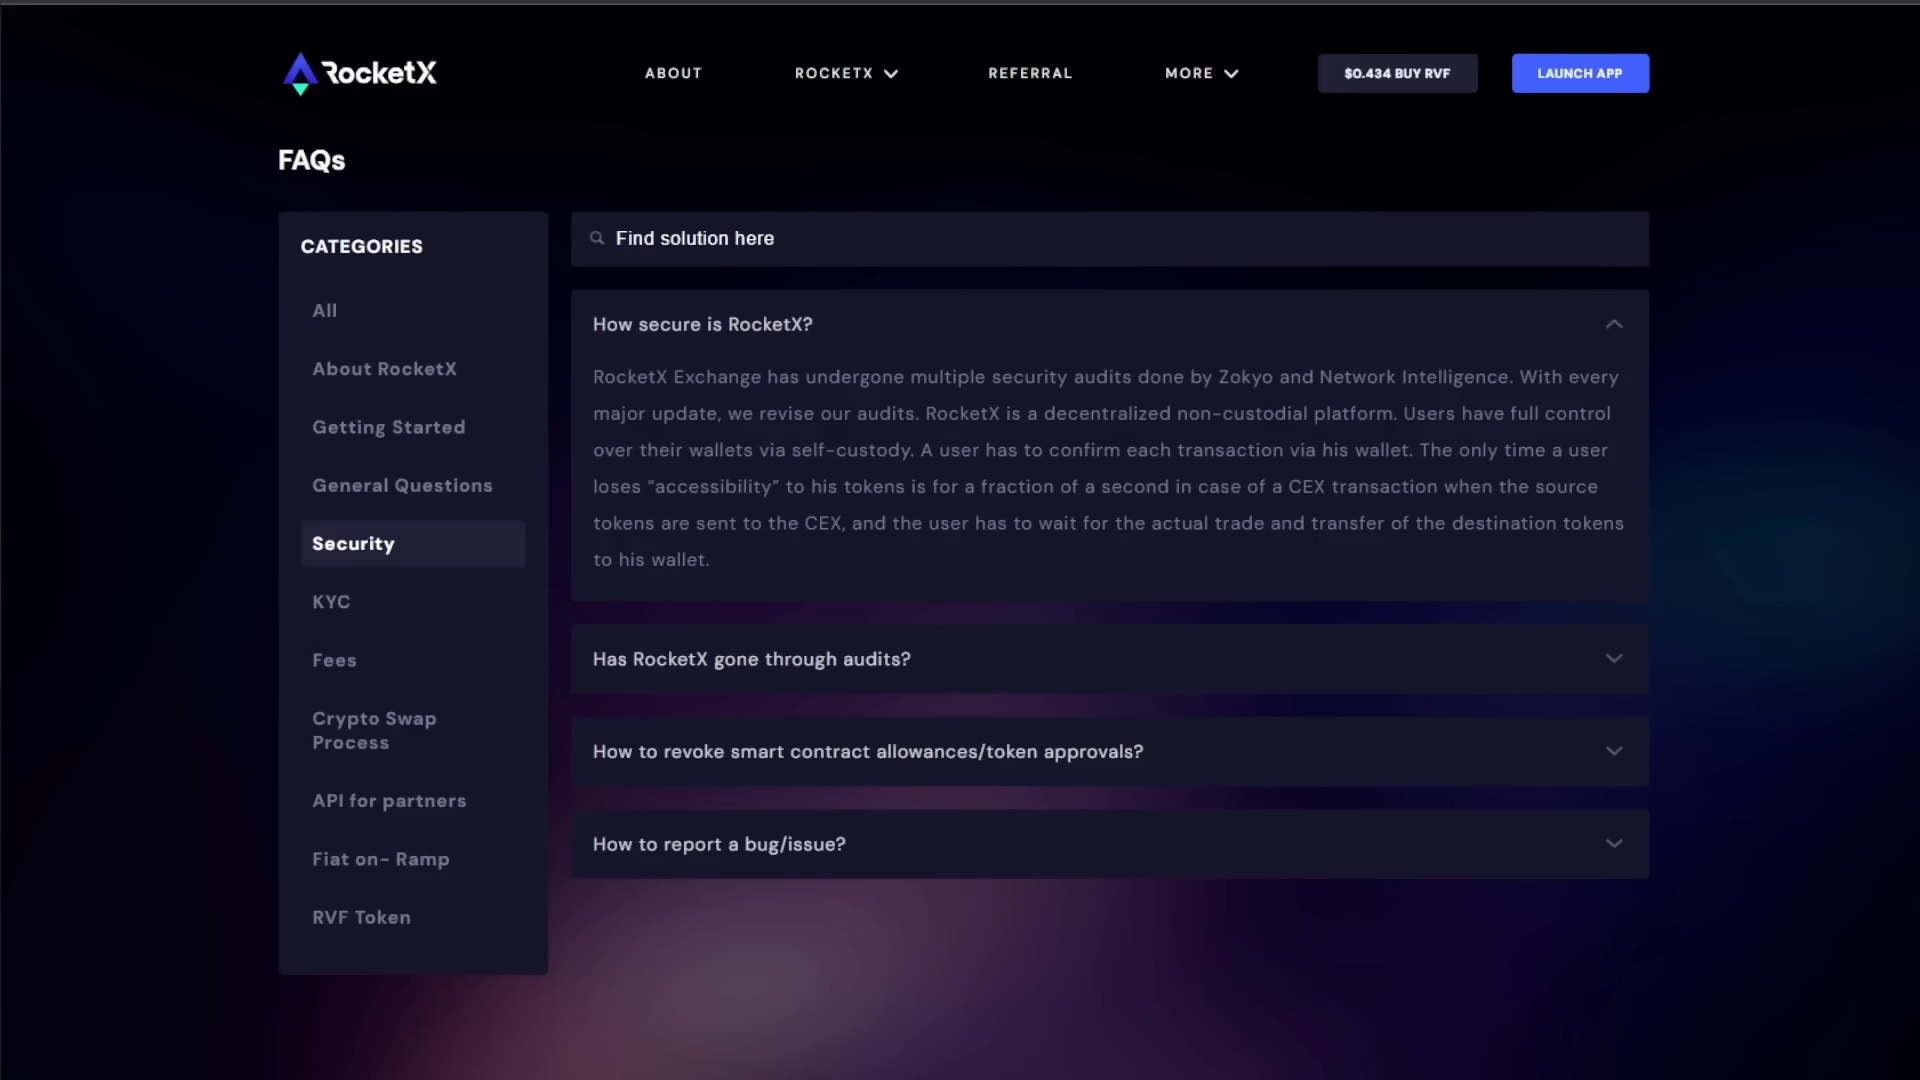 RocketX
ABOUT
ROCKETX
REFERRAL
MORE
$0.434 BUY RVF
LAUNCH APP
FAQs
CATEGORIES
All
About RocketX
Getting Started
General Questions
Security
KYC
Fees
Crypto Swap
Process
API for partners
Fiat on- Ramp
RVF Token
Find solution here
How secure is RocketX?
RocketX Exchange has undergone multiple security audits done by Zokyo and Network Intelligence. With every
major update, we revise our audits. RocketX is a decentralized non-custodial platform. Users have full control
over their wallets via self-custody. A user has to confirm each transaction via his wallet. The only time a user
loses “accessibility” to his tokens is for a fraction of a second in case of a CEX transaction when the source
tokens are sent to the CEX, and the user has to wait for the actual trade and transfer of the destination tokens
to his wallet.
Has RocketX gone through audits?
How to revoke smart contract allowances/token approvals?
How to report a bug/issue?